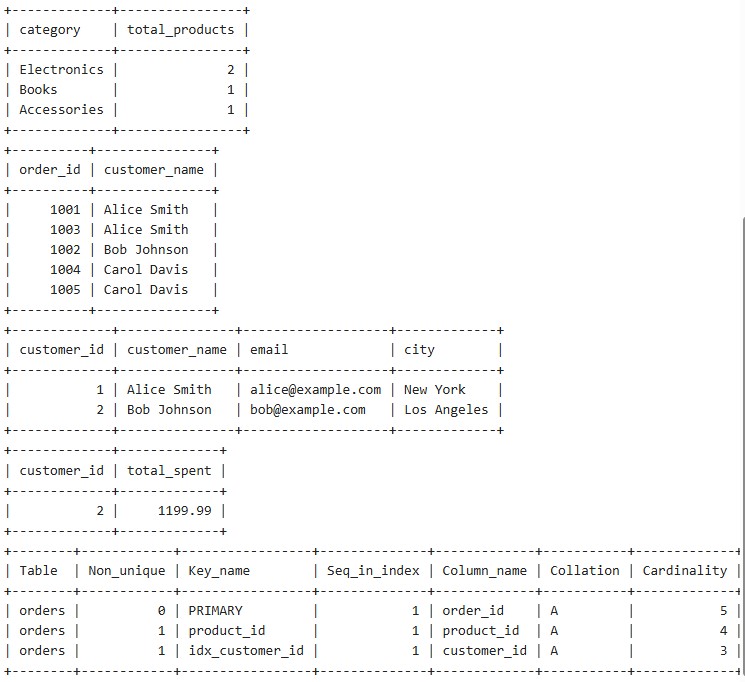 +-------------+----------------+
| category    | total_products |
+-------------+----------------+
| Electronics |              2 |
| Books       |              1 |
| Accessories |              1 |
+-------------+----------------+
+----------+---------------+
| order_id | customer_name |
+----------+---------------+
|     1001 | Alice Smith   |
|     1003 | Alice Smith   |
|     1002 | Bob Johnson   |
|     1004 | Carol Davis   |
|     1005 | Carol Davis   |
+----------+---------------+
+-------------+---------------+-------------------+-------------+
| customer_id | customer_name | email             | city        |
+-------------+---------------+-------------------+-------------+
|           1 | Alice Smith   | alice@example.com | New York    |
|           2 | Bob Johnson   | bob@example.com   | Los Angeles |
+-------------+---------------+-------------------+-------------+
+-------------+-------------+
| customer_id | total_spent |
+-------------+-------------+
|           2 |     1199.99 |
+-------------+-------------+
+--------+------------+-----------------+--------------+-------------+-----------+-------------+
| Table  | Non_unique | Key_name        | Seq_in_index | Column_name | Collation | Cardinality |
+--------+------------+-----------------+--------------+-------------+-----------+-------------+
| orders |          0 | PRIMARY         |            1 | order_id    | A         |           5 |
| orders |          1 | product_id      |            1 | product_id  | A         |           4 |
| orders |          1 | idx_customer_id |            1 | customer_id | A         |           3 |
+--------+------------+-----------------+--------------+-------------+-----------+-------------+